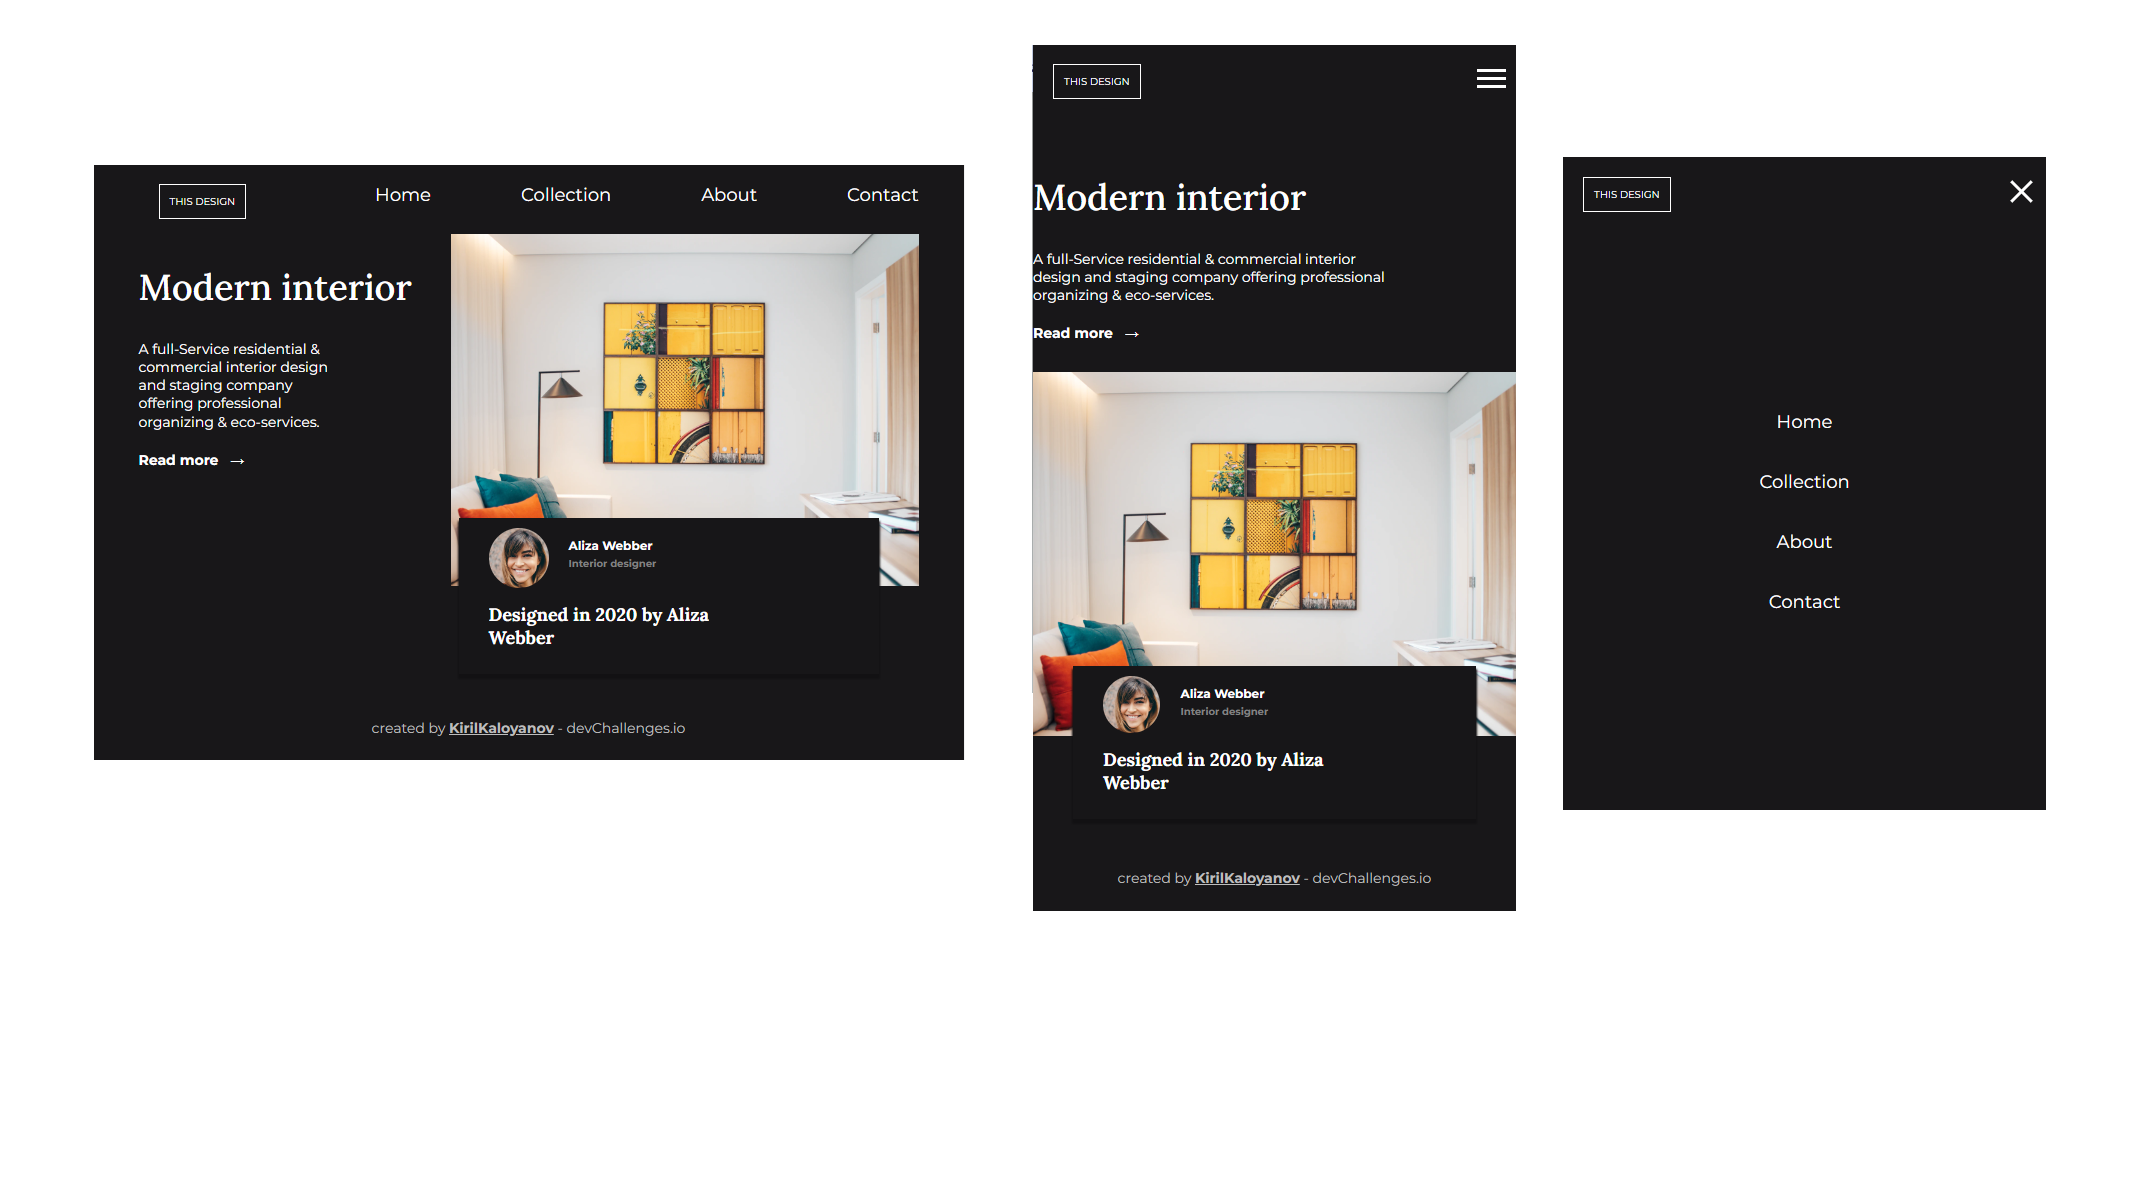 THIS DESIGN
Home
Collection
About
Contact
Modern interior
A full-Service residential &
commercial interior design
and staging company
offering professional
organizing & eco-services.
Read more →
Aliza Webber
Interior designer
Designed in 2020 by Aliza
Webber
created by KirilKaloyanov - devChallenges.io
THIS DESIGN
Modern interior
A full-Service residential & commercial interior
design and staging company offering professional
organizing & eco-services.
Read more →
Aliza Webber
Interior designer
Designed in 2020 by Aliza
Webber
created by KirilKaloyanov - devChallenges.io
THIS DESIGN
Home
Collection
About
Contact